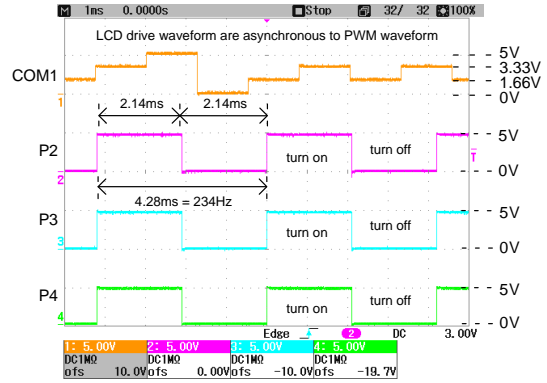 M 1ms 0.0000s Stop 32/ 32 100%
LCD drive waveform are asynchronous to PWM waveform
COM1
5V
3.33V
1.66V
0V
1
2.14ms 2.14ms
P2
5V
turn on turn off
T
0V
2
4.28ms = 234Hz
P3
5V
turn on turn off
3
0V
P4
5V
turn on turn off
4
0V
Edge 2 DC 3.00V
1: 5.00V 2: 5.00V 3: 5.00V 4: 5.00V
DC1MΩ DC1MΩ DC1MΩ DC1MΩ
ofs 10.0V ofs 0.00V ofs -10.0V ofs -19.7V